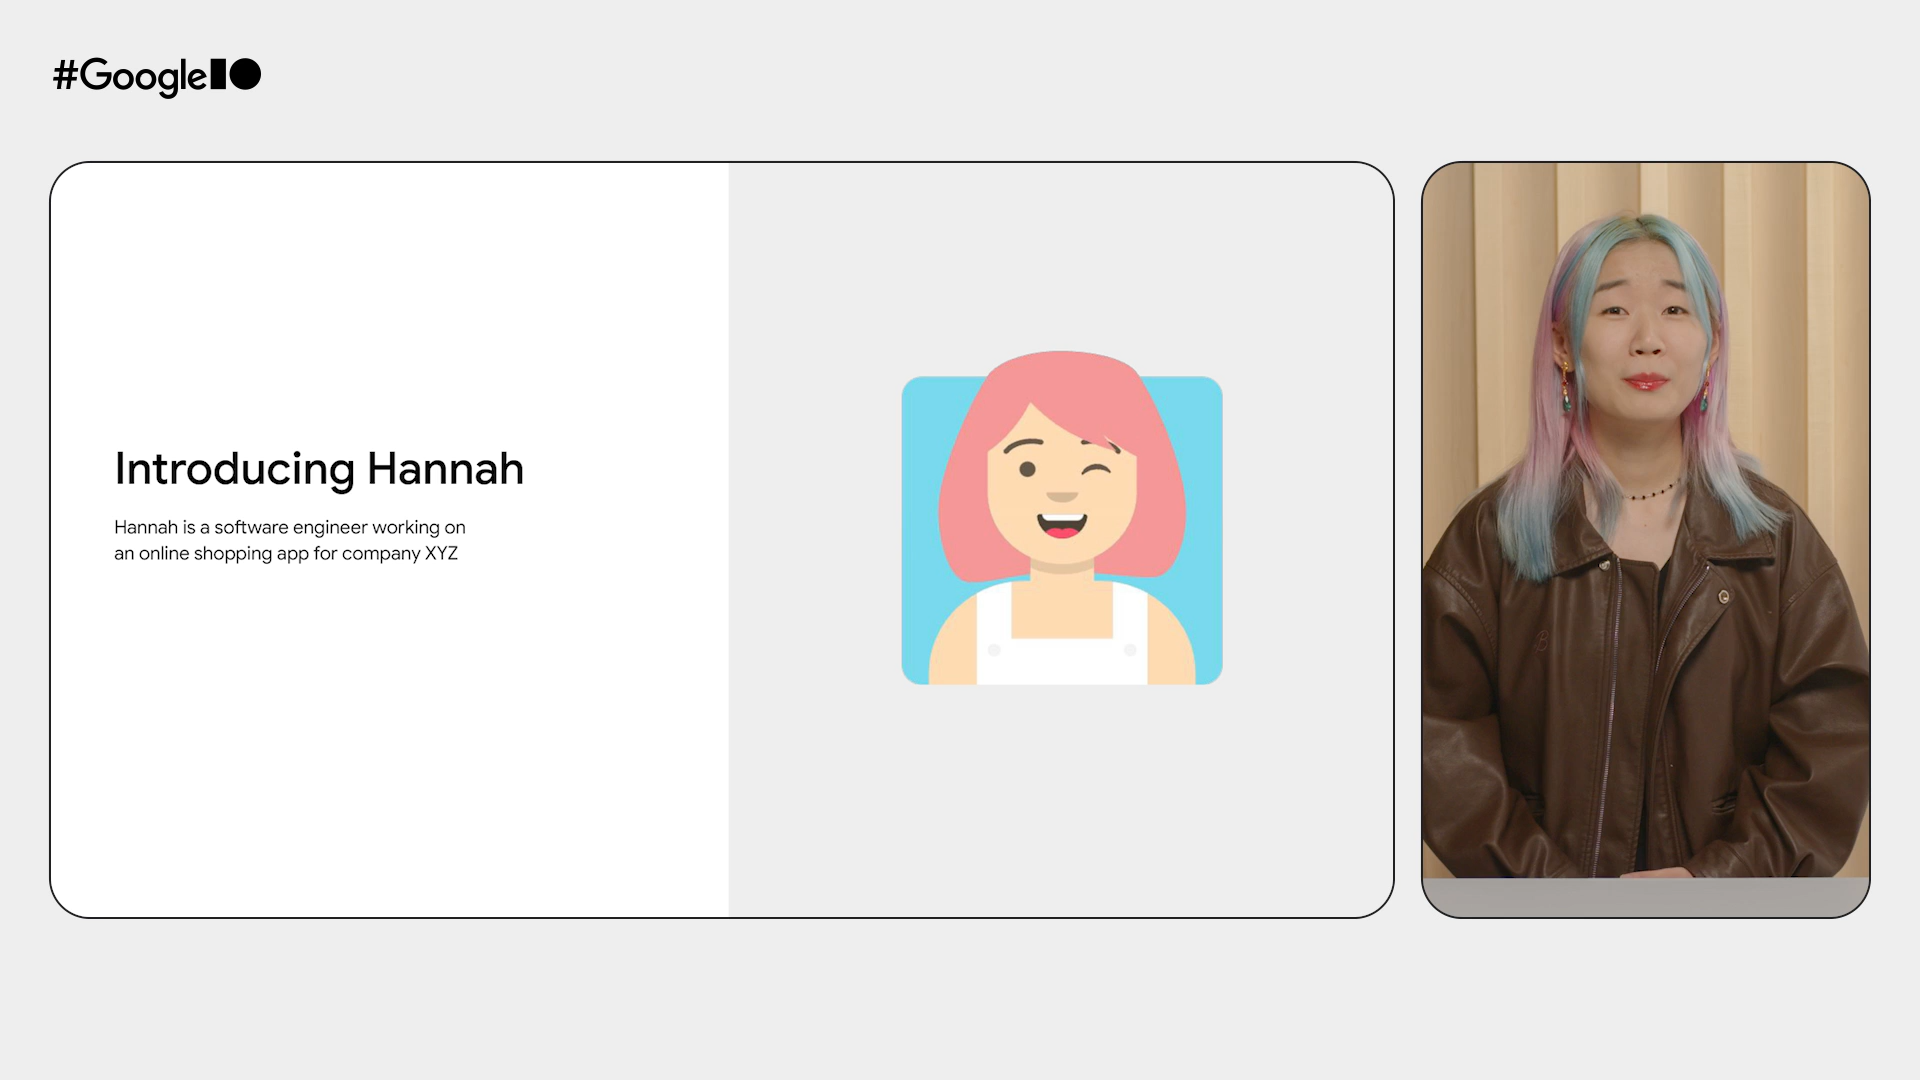 #GoogleIO
Introducing Hannah
Hannah is a software engineer working on
an online shopping app for company XYZ